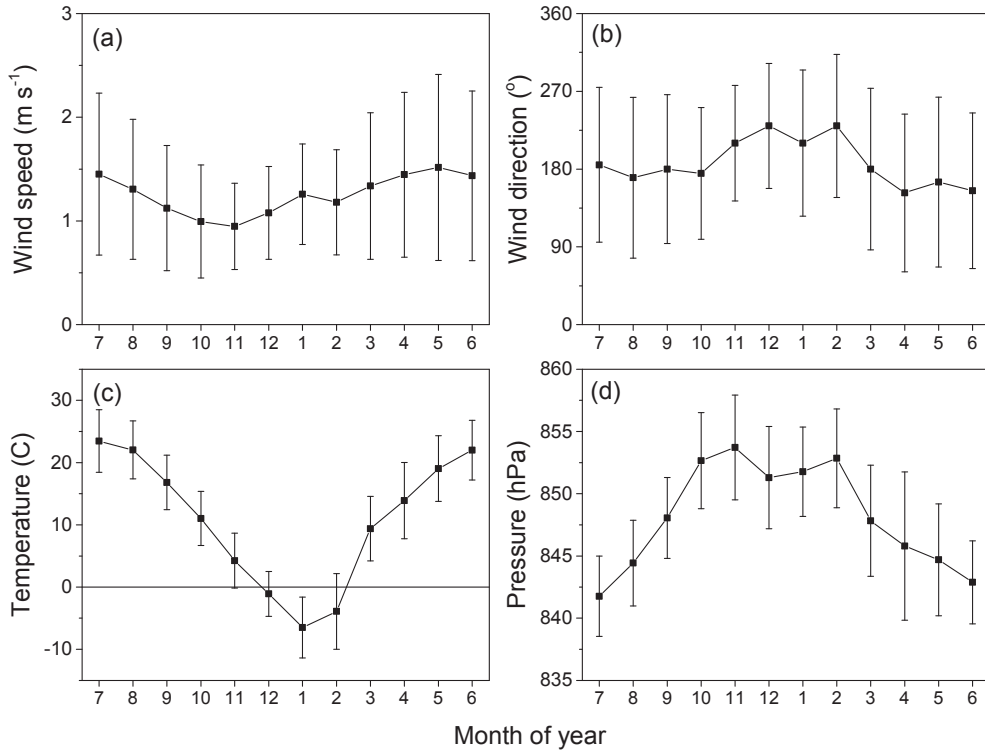 (a)
Wind speed (m s⁻¹)
3
2
1
0
7 8 9 10 11 12 1 2 3 4 5 6
(b)
Wind direction (°)
360
270
180
90
0
7 8 9 10 11 12 1 2 3 4 5 6
(c)
Temperature (C)
30
20
10
0
-10
7 8 9 10 11 12 1 2 3 4 5 6
(d)
Pressure (hPa)
860
855
850
845
840
835
7 8 9 10 11 12 1 2 3 4 5 6
Month of year